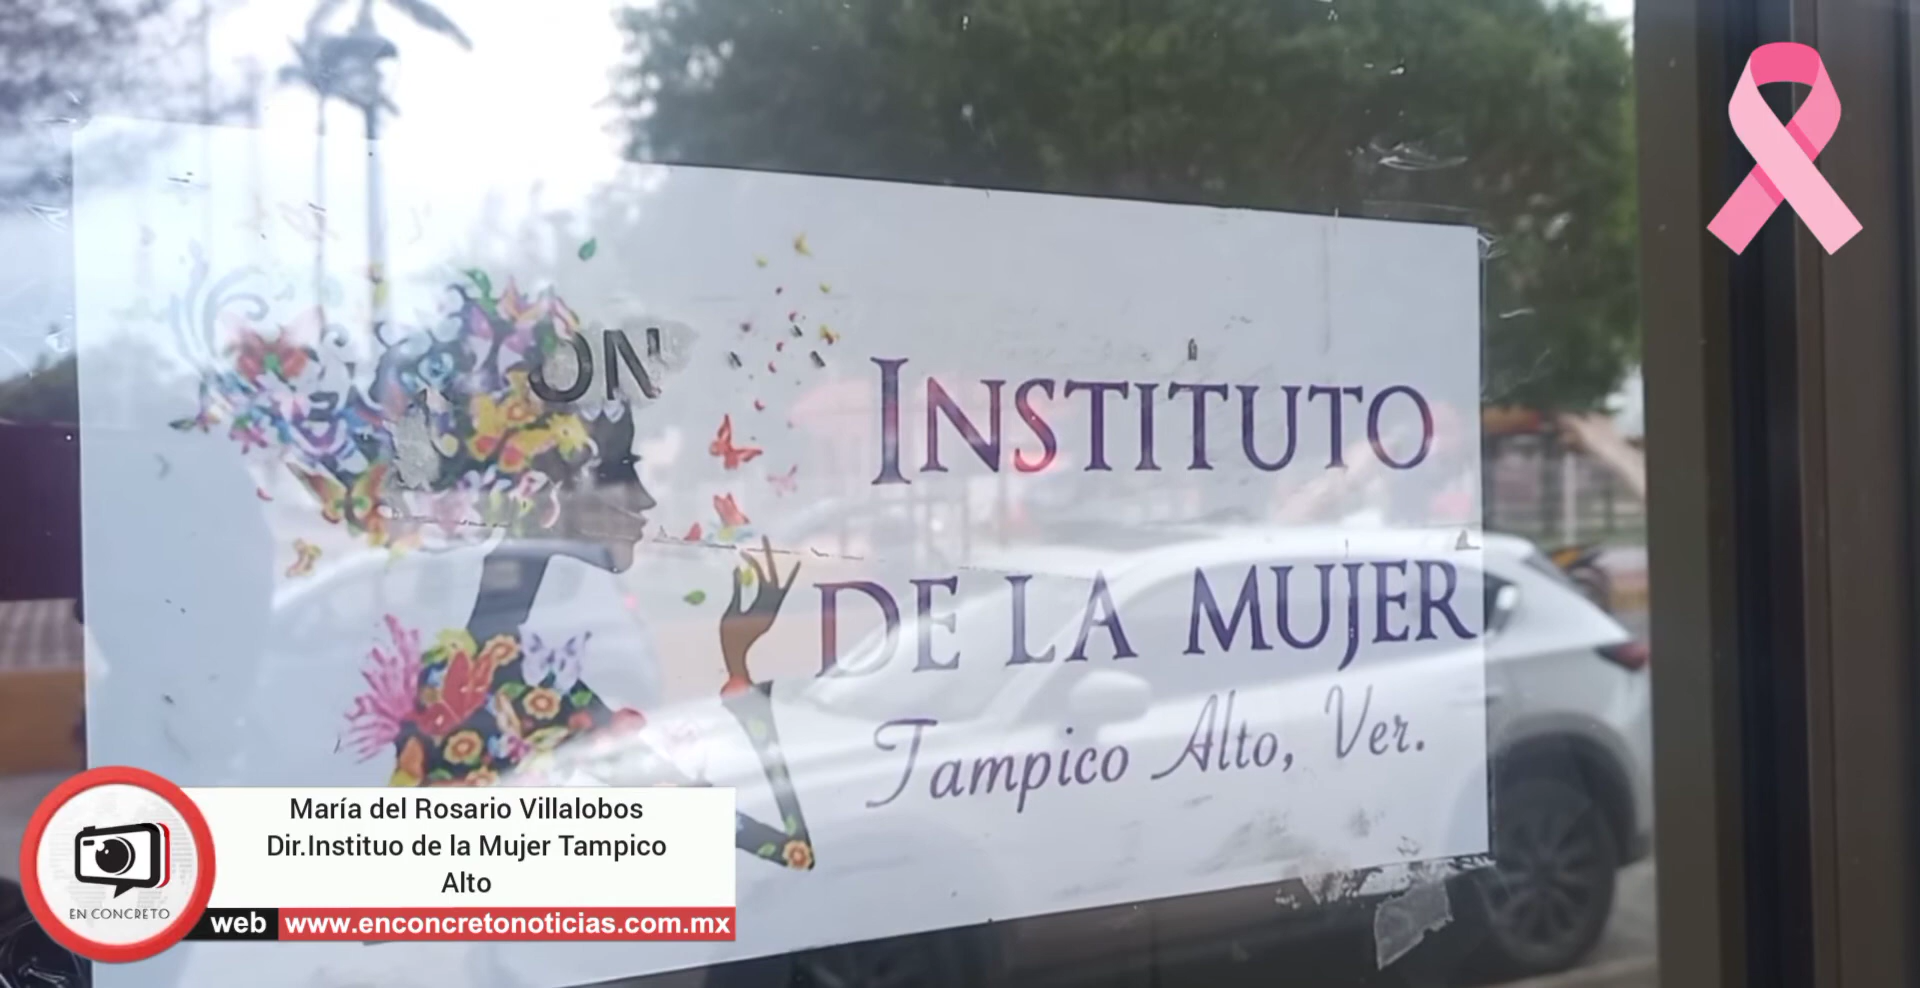 ON
INSTITUTO
DE LA MUJER
Tampico Alto, Ver.
María del Rosario Villalobos
Dir.Instituo de la Mujer Tampico
Alto
EN CONCRETO
web www.enconcretonoticias.com.mx